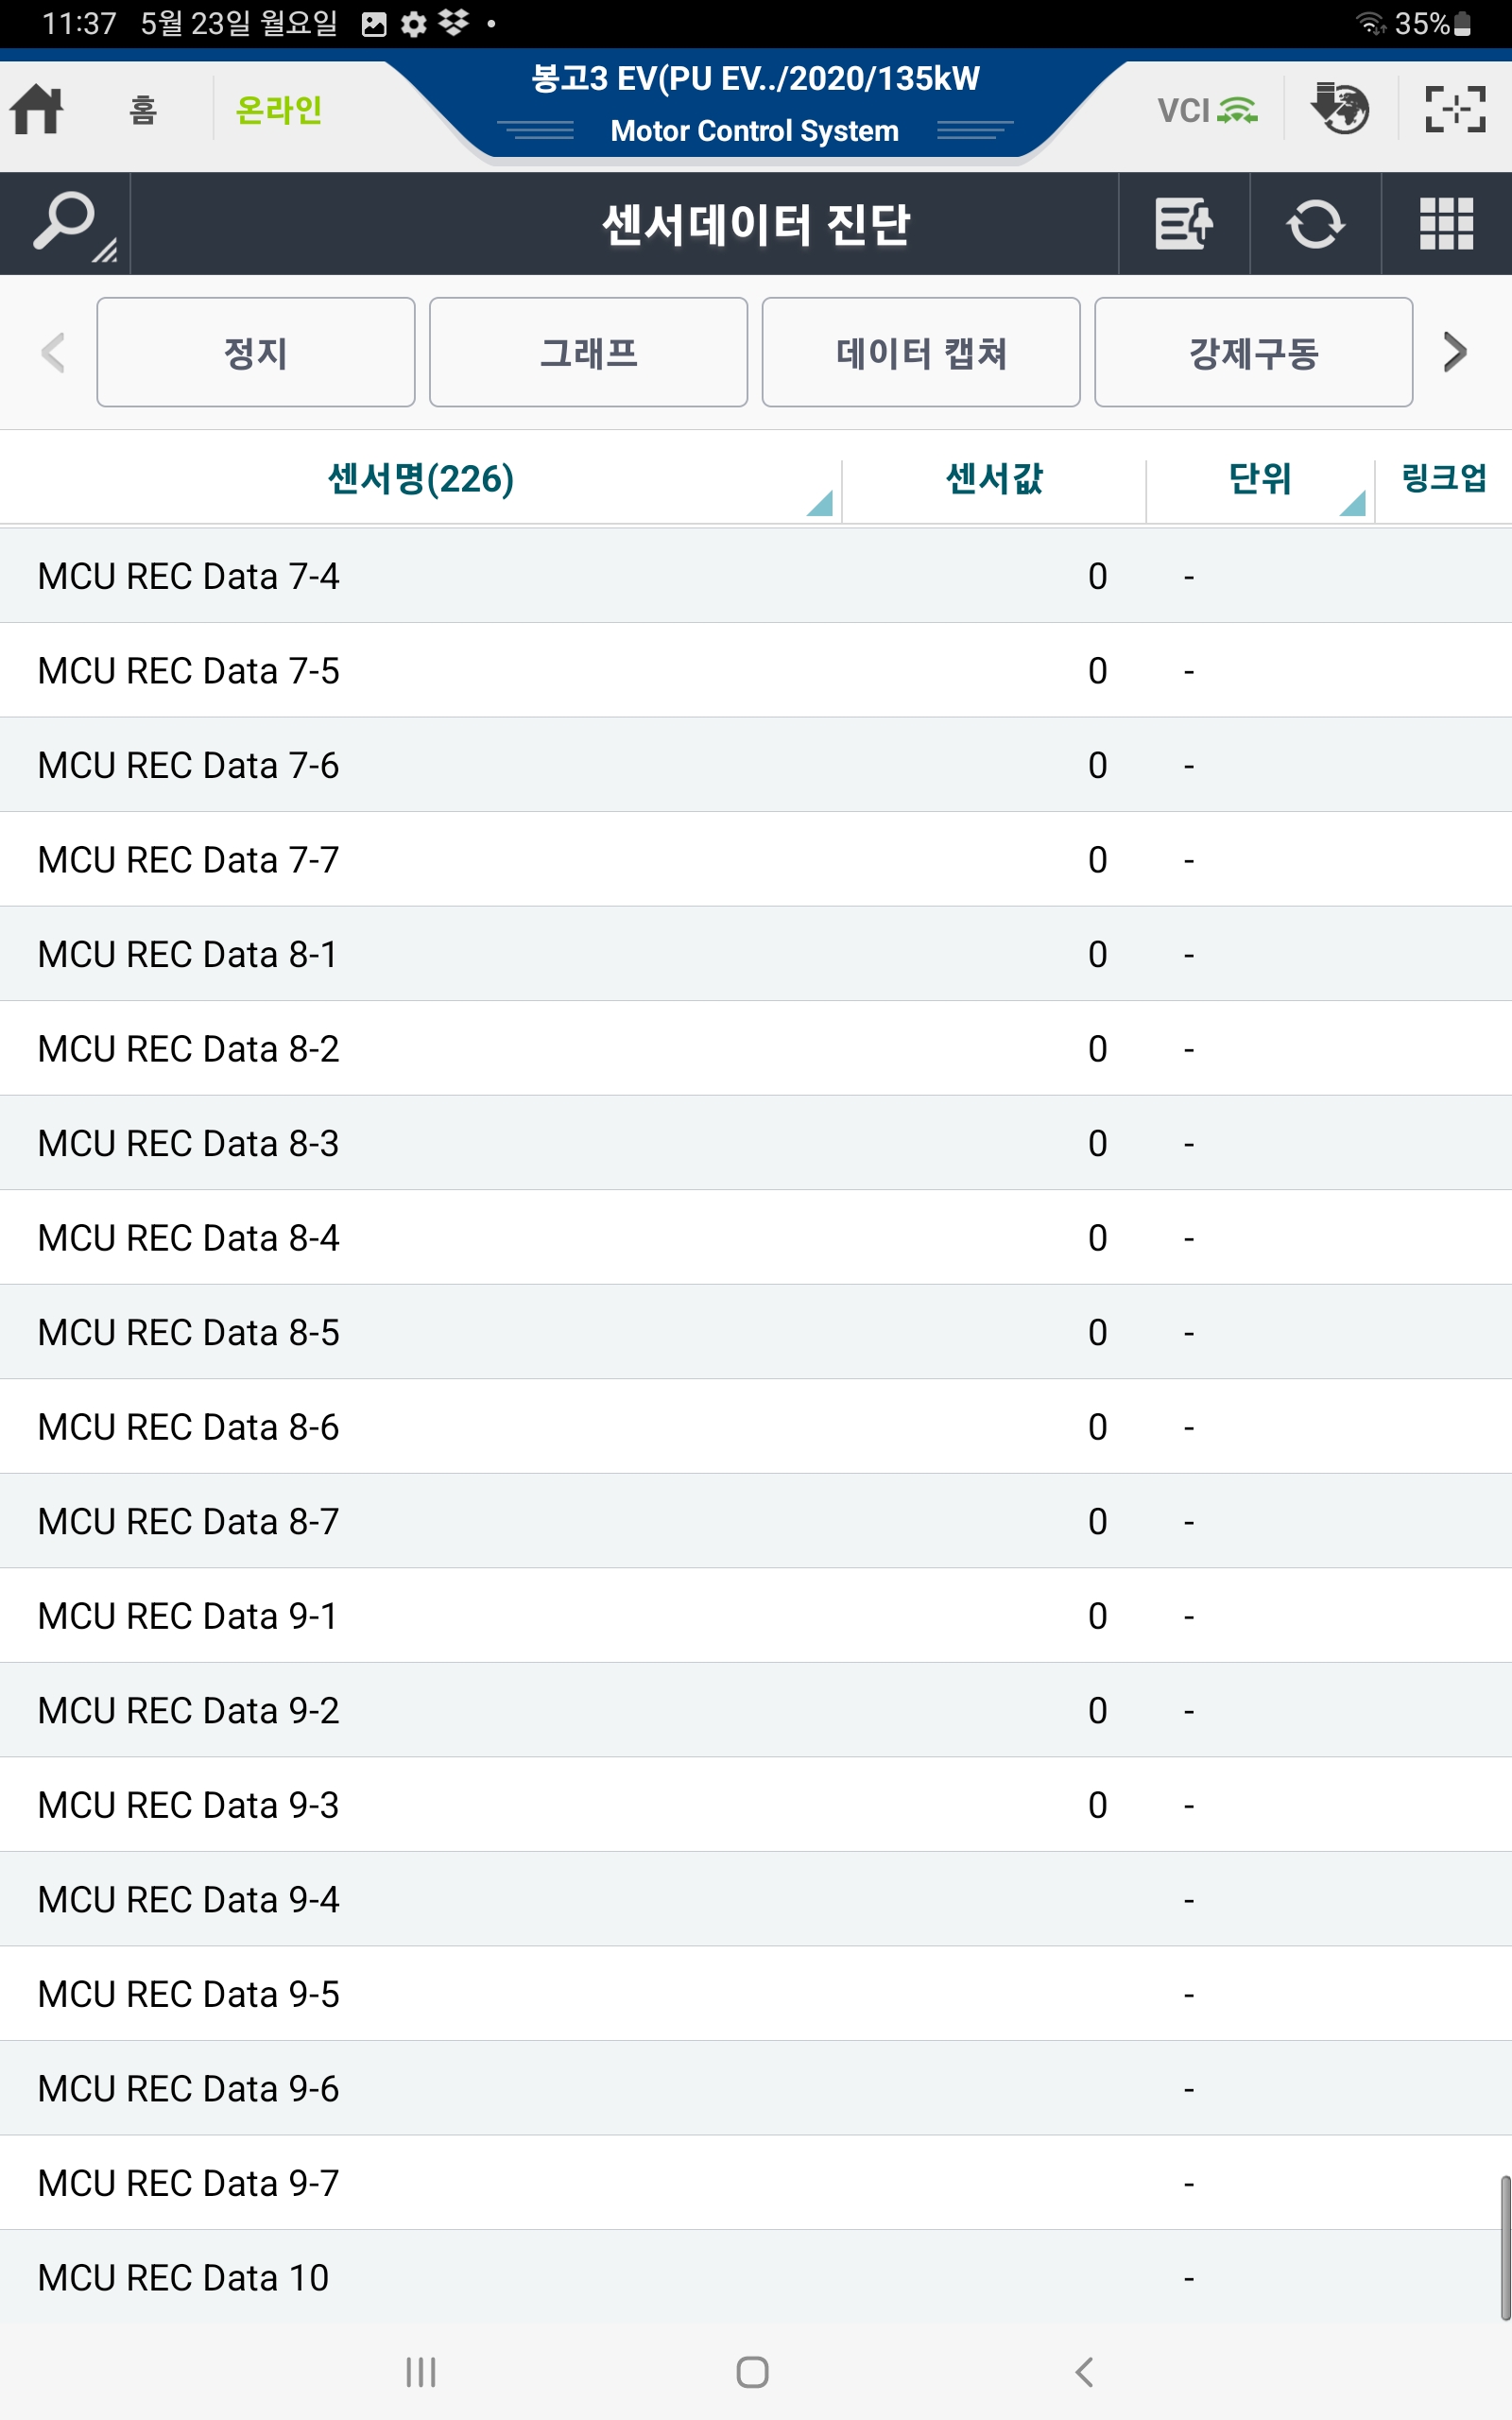 11:37 5월 23일 월요일 35%
홈 온라인 봉고3 EV(PU EV../2020/135kW VCI
Motor Control System
센서데이터 진단
정지 그래프 데이터 캡쳐 강제구동
센서명(226) 센서값 단위 링크업
MCU REC Data 7-4 0 -
MCU REC Data 7-5 0 -
MCU REC Data 7-6 0 -
MCU REC Data 7-7 0 -
MCU REC Data 8-1 0 -
MCU REC Data 8-2 0 -
MCU REC Data 8-3 0 -
MCU REC Data 8-4 0 -
MCU REC Data 8-5 0 -
MCU REC Data 8-6 0 -
MCU REC Data 8-7 0 -
MCU REC Data 9-1 0 -
MCU REC Data 9-2 0 -
MCU REC Data 9-3 0 -
MCU REC Data 9-4 -
MCU REC Data 9-5 -
MCU REC Data 9-6 -
MCU REC Data 9-7 -
MCU REC Data 10 -